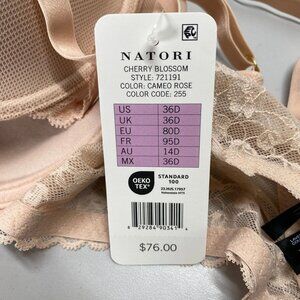 NATORI
CHERRY BLOSSOM
STYLE: 721191
COLOR: CAMEO ROSE
COLOR CODE: 255
US 36D
UK 36D
EU 80D
FR 95D
AU 14D
MX 36D
OEKO
TEX®
STANDARD
100
$76.00